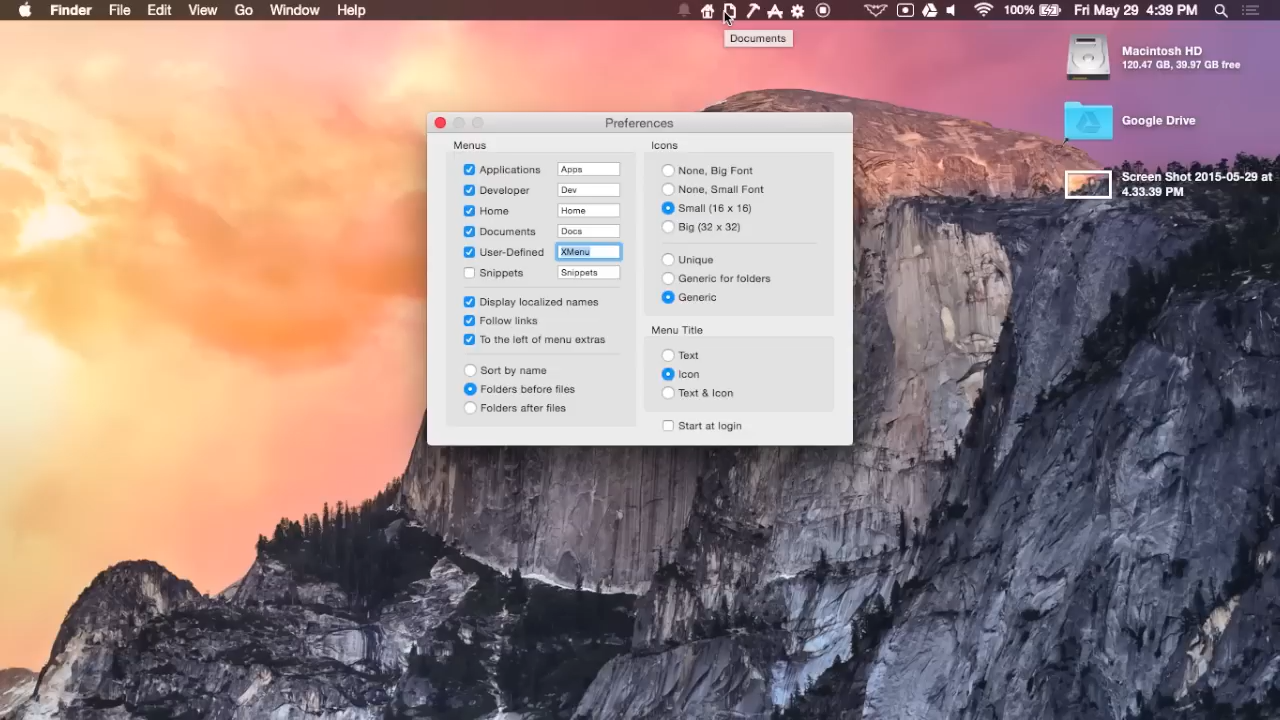 Finder File Edit View Go Window Help 100% Fri May 29 4:39 PM
Documents
Macintosh HD
120.47 GB, 39.97 GB free
Google Drive
Screen Shot 2015-05-29 at
4.33.39 PM
Preferences
Menus
Applications Apps
Developer Dev
Home Home
Documents Docs
User-Defined XMenu
Snippets Snippets
Display localized names
Follow links
To the left of menu extras
Sort by name
Folders before files
Folders after files
Icons
None, Big Font
None, Small Font
Small (16 x 16)
Big (32 x 32)
Unique
Generic for folders
Generic
Menu Title
Text
Icon
Text & Icon
Start at login